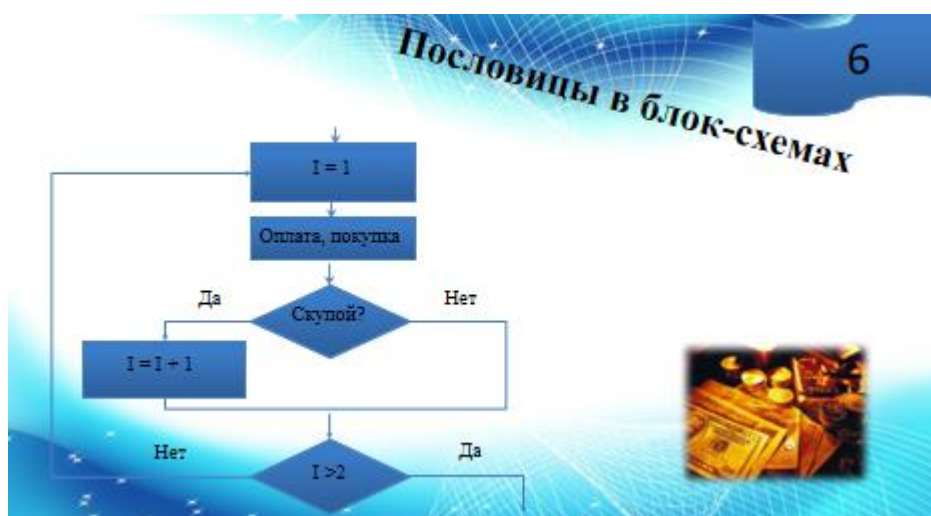 Пословицы в блок-схемах
6
I = 1
Оплата, покупка
Скупой?
Да
Нет
I = I + 1
I >2
Нет
Да